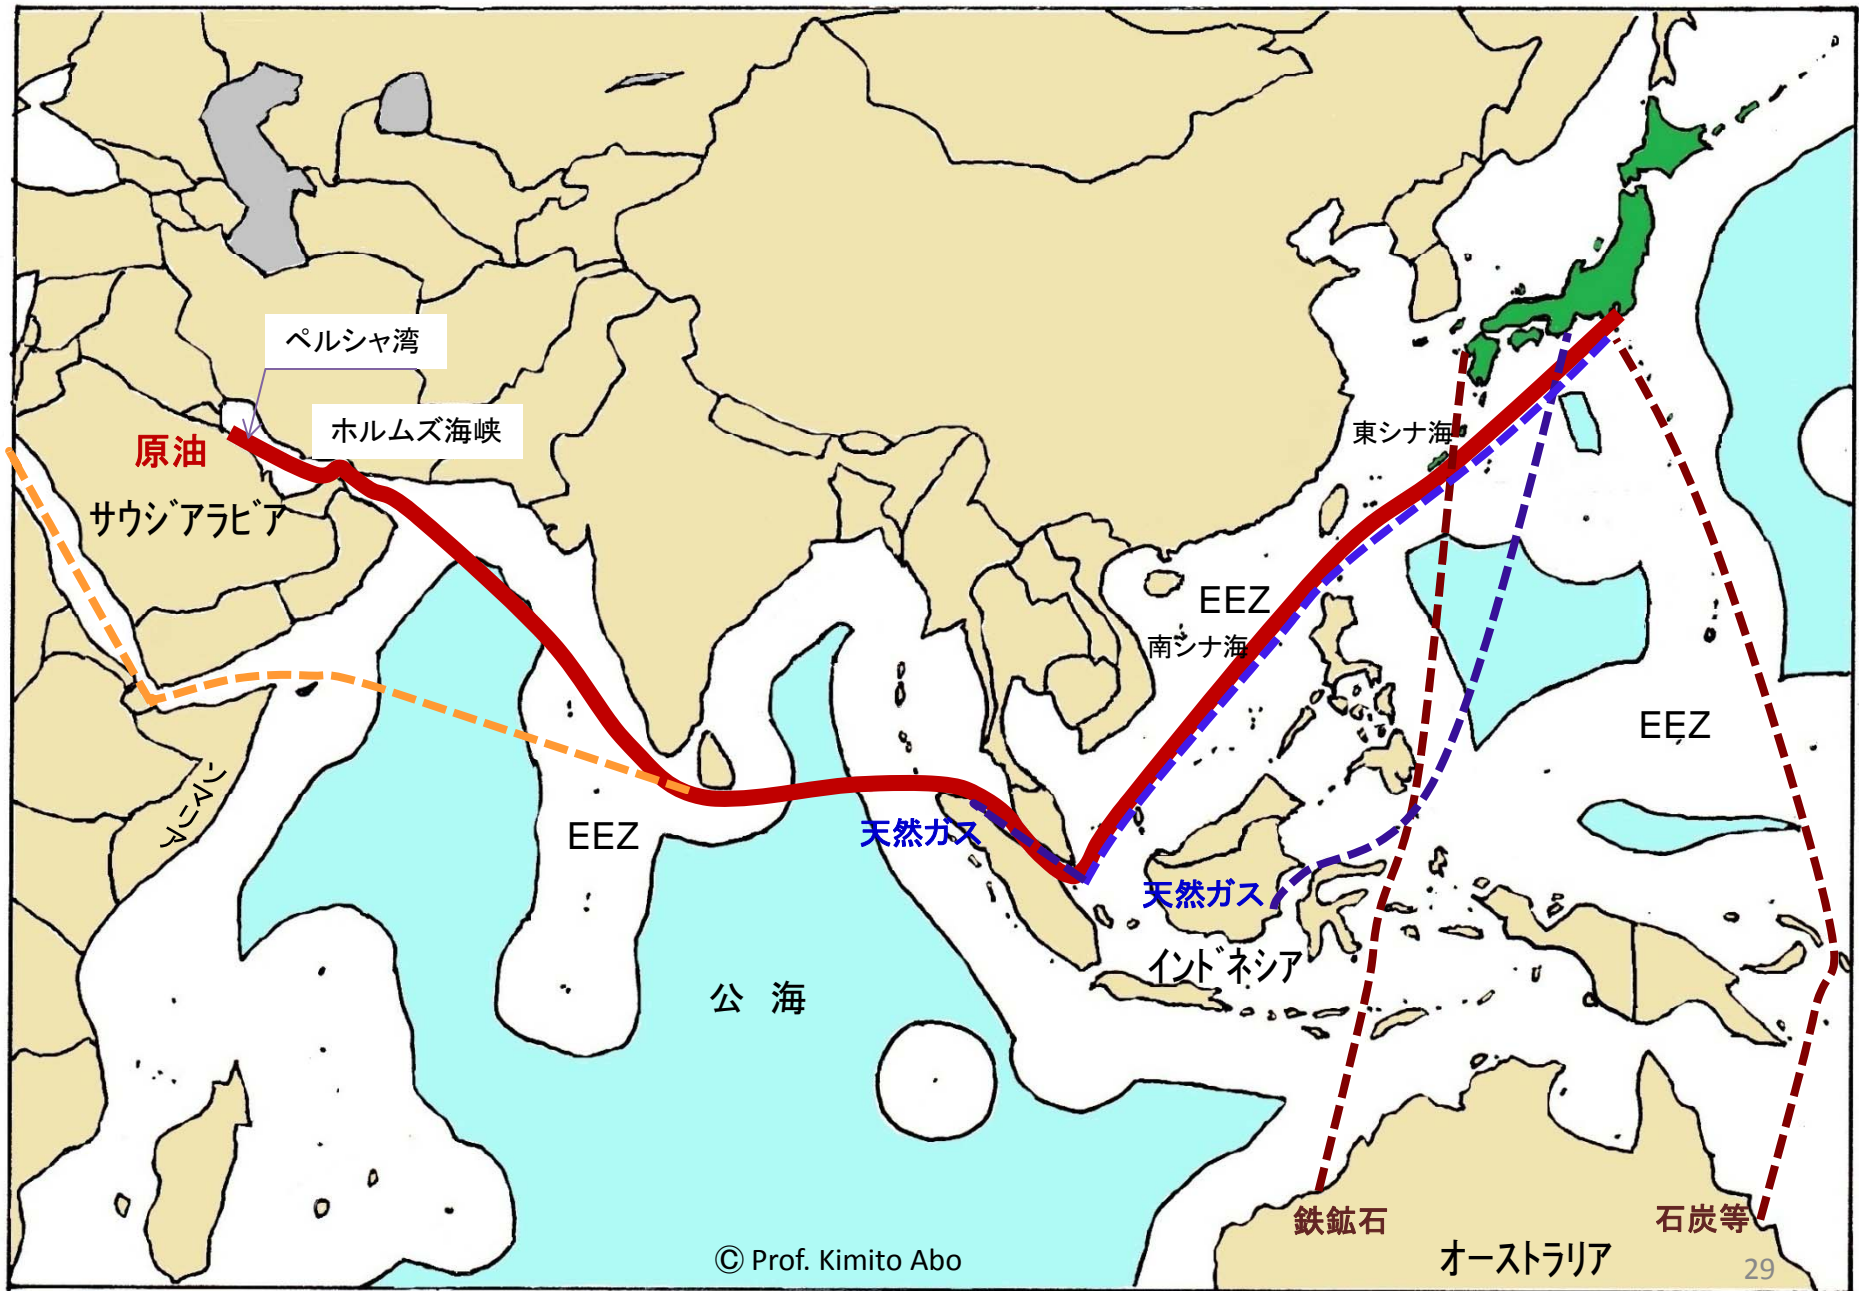 ペルシャ湾
ホルムズ海峡
原油
サウジアラビア
東シナ海
EEZ
南シナ海
EEZ
ソマリア
EEZ
天然ガス
天然ガス
インドネシア
公 海
鉄鉱石
石炭等
オーストラリア
© Prof. Kimito Abo
29